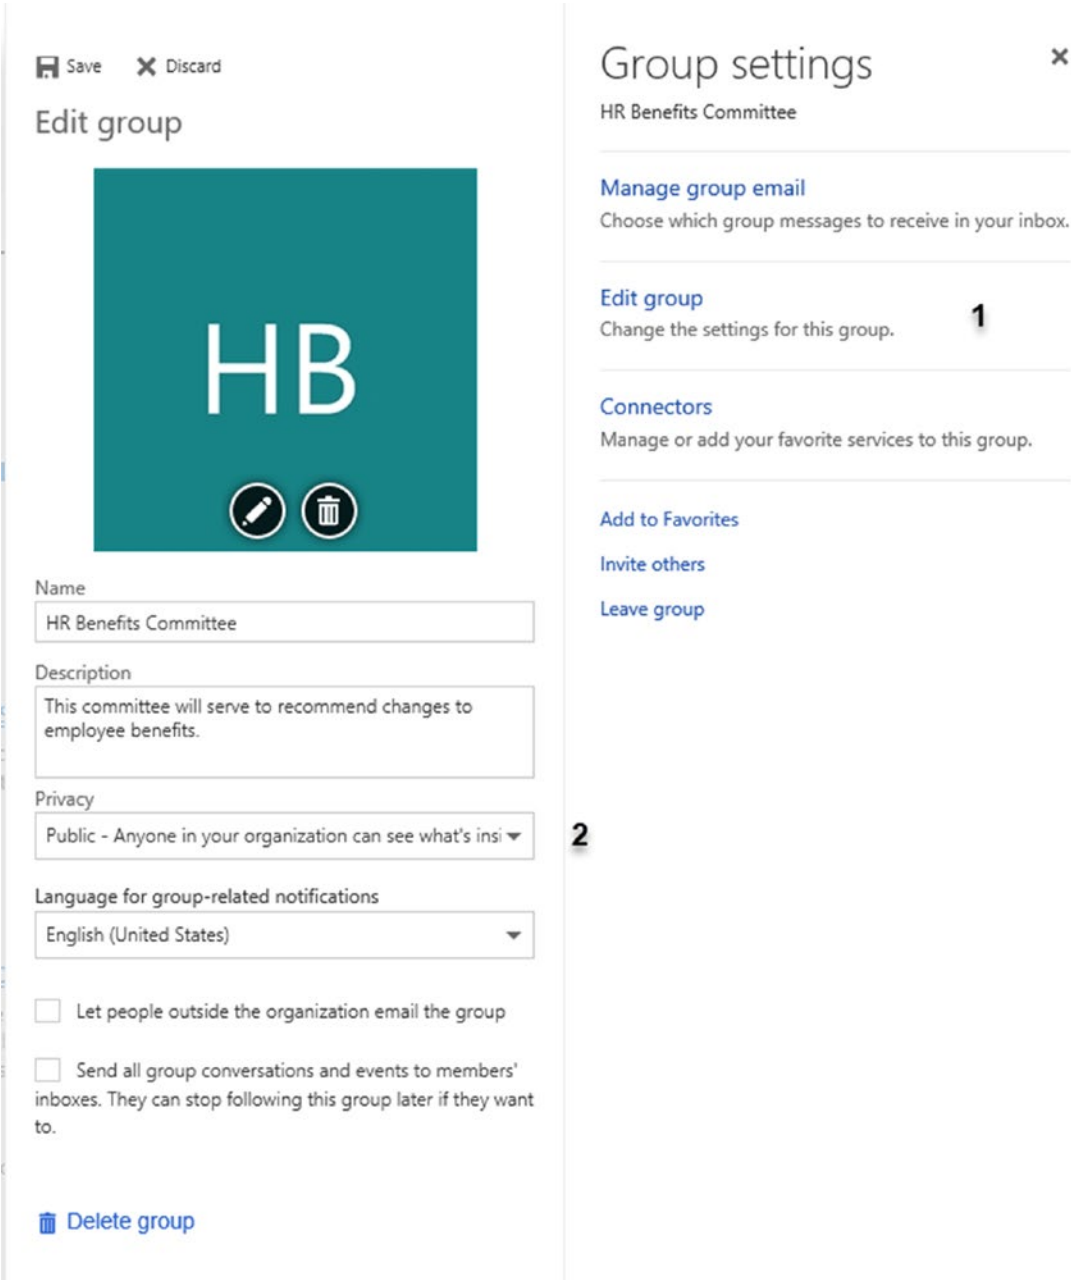 Save Discard
Edit group
HB
Name
HR Benefits Committee
Description
This committee will serve to recommend changes to
employee benefits.
Privacy
Public - Anyone in your organization can see what's insi
2
Language for group-related notifications
English (United States)
Let people outside the organization email the group
Send all group conversations and events to members'
inboxes. They can stop following this group later if they want
to.
Delete group
Group settings
HR Benefits Committee
Manage group email
Choose which group messages to receive in your inbox.
Edit group
1
Change the settings for this group.
Connectors
Manage or add your favorite services to this group.
Add to Favorites
Invite others
Leave group